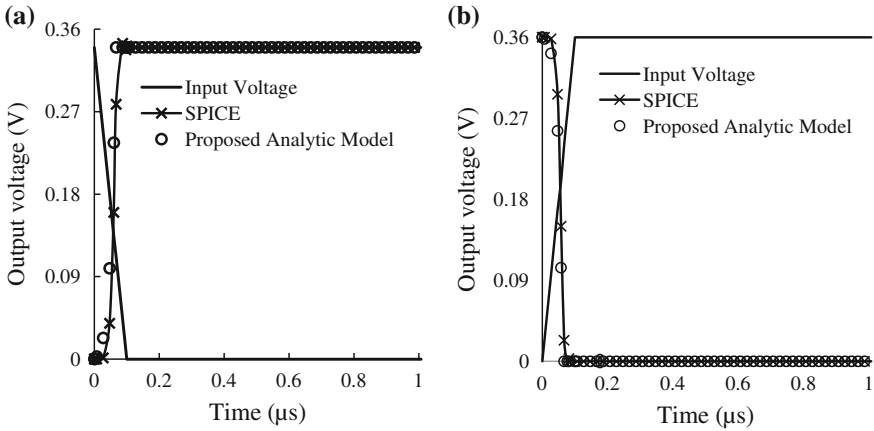 (a)
0.36
0.27
0.18
0.09
0
Output voltage (V)
Input Voltage
SPICE
Proposed Analytic Model
0
0.2
0.4
0.6
0.8
1
Time (µs)
(b)
0.36
0.27
0.18
0.09
0
Output voltage (V)
Input Voltage
SPICE
Proposed Analytic Model
0
0.2
0.4
0.6
0.8
1
Time (µs)